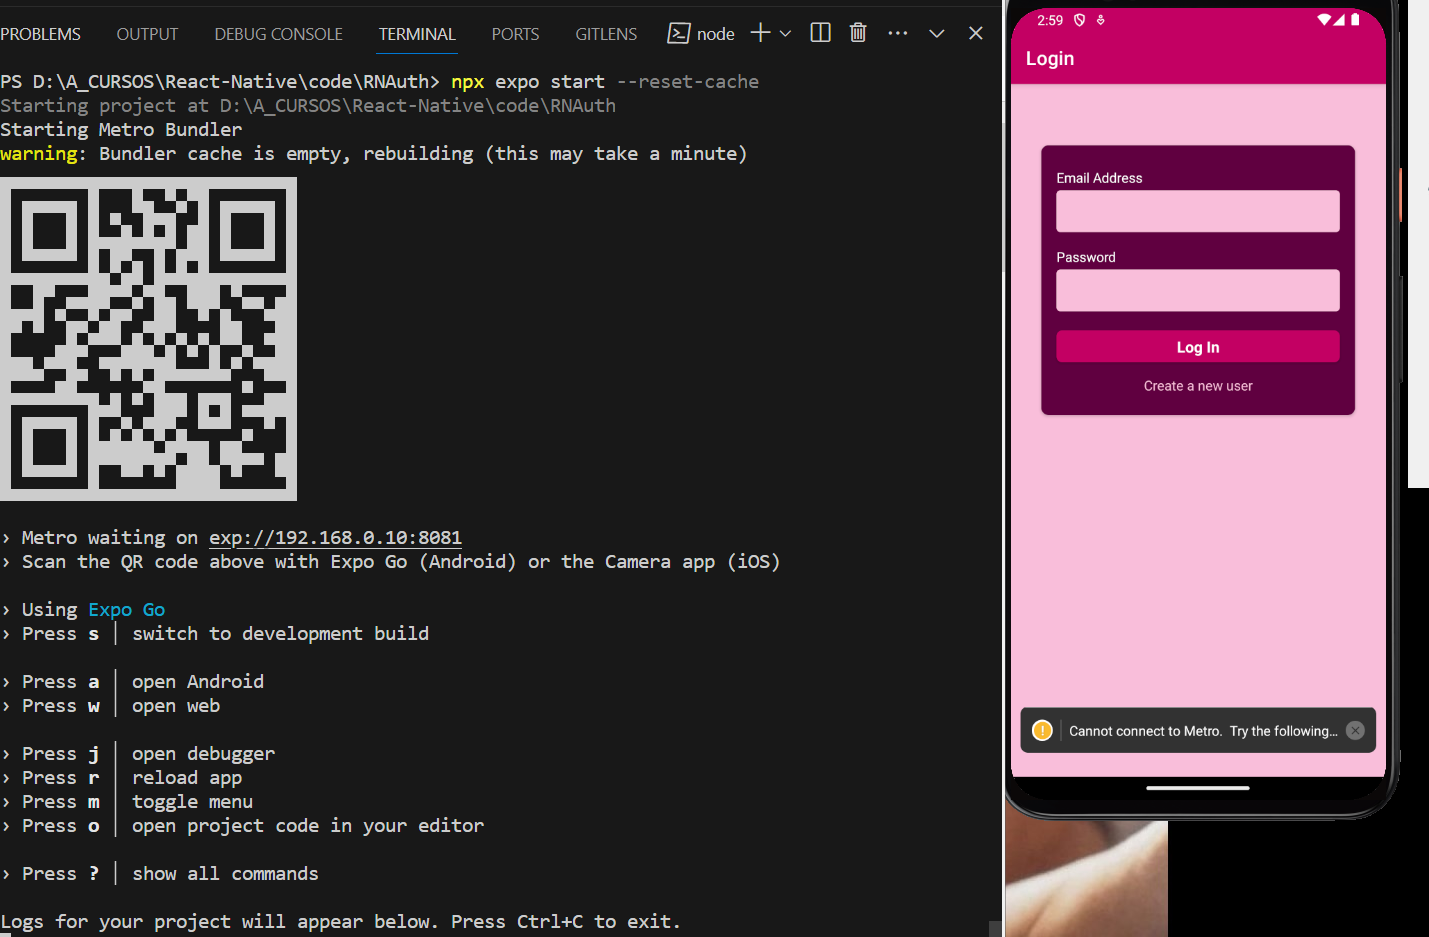 PROBLEMS OUTPUT DEBUG CONSOLE TERMINAL PORTS GITLENS node
PS D:\A_CURSOS\React-Native\code\RNAuth> npx expo start --reset-cache
Starting project at D:\A_CURSOS\React-Native\code\RNAuth
Starting Metro Bundler
warning: Bundler cache is empty, rebuilding (this may take a minute)
› Metro waiting on exp://192.168.0.10:8081
› Scan the QR code above with Expo Go (Android) or the Camera app (iOS)
› Using Expo Go
› Press s │ switch to development build
› Press a │ open Android
› Press w │ open web
› Press j │ open debugger
› Press r │ reload app
› Press m │ toggle menu
› Press o │ open project code in your editor
› Press ? │ show all commands
Logs for your project will appear below. Press Ctrl+C to exit.
2:59
Login
Email Address
Password
Log In
Create a new user
Cannot connect to Metro. Try the following...